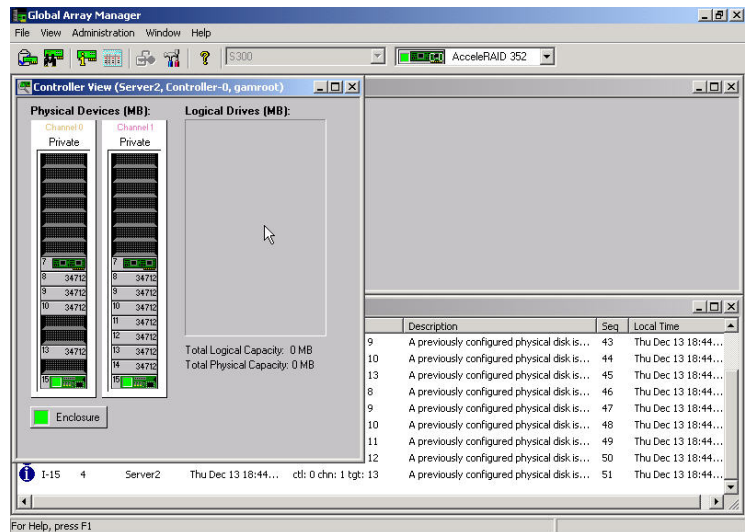 Global Array Manager
File View Administration Window Help
S300 AcceleRAID 352
Controller View (Server2, Controller-0, gamroot)
Physical Devices (MB): Logical Drives (MB):
Channel 0 Channel 1
Private Private
7 7
8 34712 8 34712
9 34712 9 34712
10 34712 10 34712
11 34712
12 34712
13 34712 13 34712
14 34712
15 15
Total Logical Capacity: 0 MB
Total Physical Capacity: 0 MB
Enclosure
Description Seq Local Time
9 A previously configured physical disk is... 43 Thu Dec 13 18:44...
10 A previously configured physical disk is... 44 Thu Dec 13 18:44...
13 A previously configured physical disk is... 45 Thu Dec 13 18:44...
8 A previously configured physical disk is... 46 Thu Dec 13 18:44...
9 A previously configured physical disk is... 47 Thu Dec 13 18:44...
10 A previously configured physical disk is... 48 Thu Dec 13 18:44...
11 A previously configured physical disk is... 49 Thu Dec 13 18:44...
12 A previously configured physical disk is... 50 Thu Dec 13 18:44...
I-15 4 Server2 Thu Dec 13 18:44... ctl: 0 chn: 1 tgt: 13 A previously configured physical disk is... 51 Thu Dec 13 18:44...
For Help, press F1